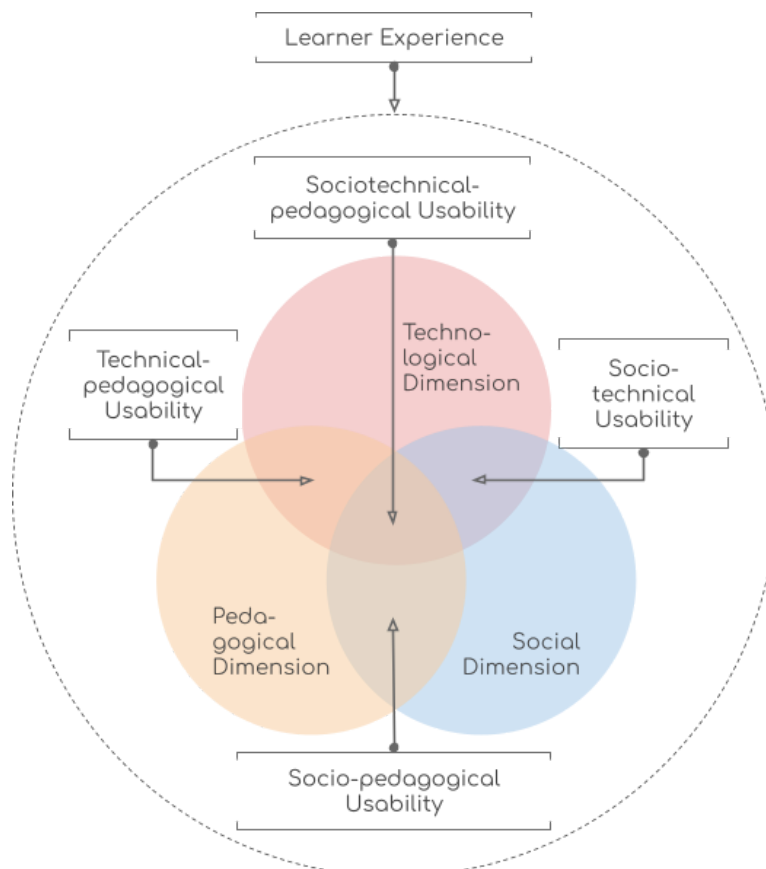 Learner Experience
Sociotechnical-
pedagogical Usability
Techno-
logical
Dimension
Technical-
pedagogical
Usability
Socio-
technical
Usability
Peda-
gogical
Dimension
Social
Dimension
Socio-pedagogical
Usability